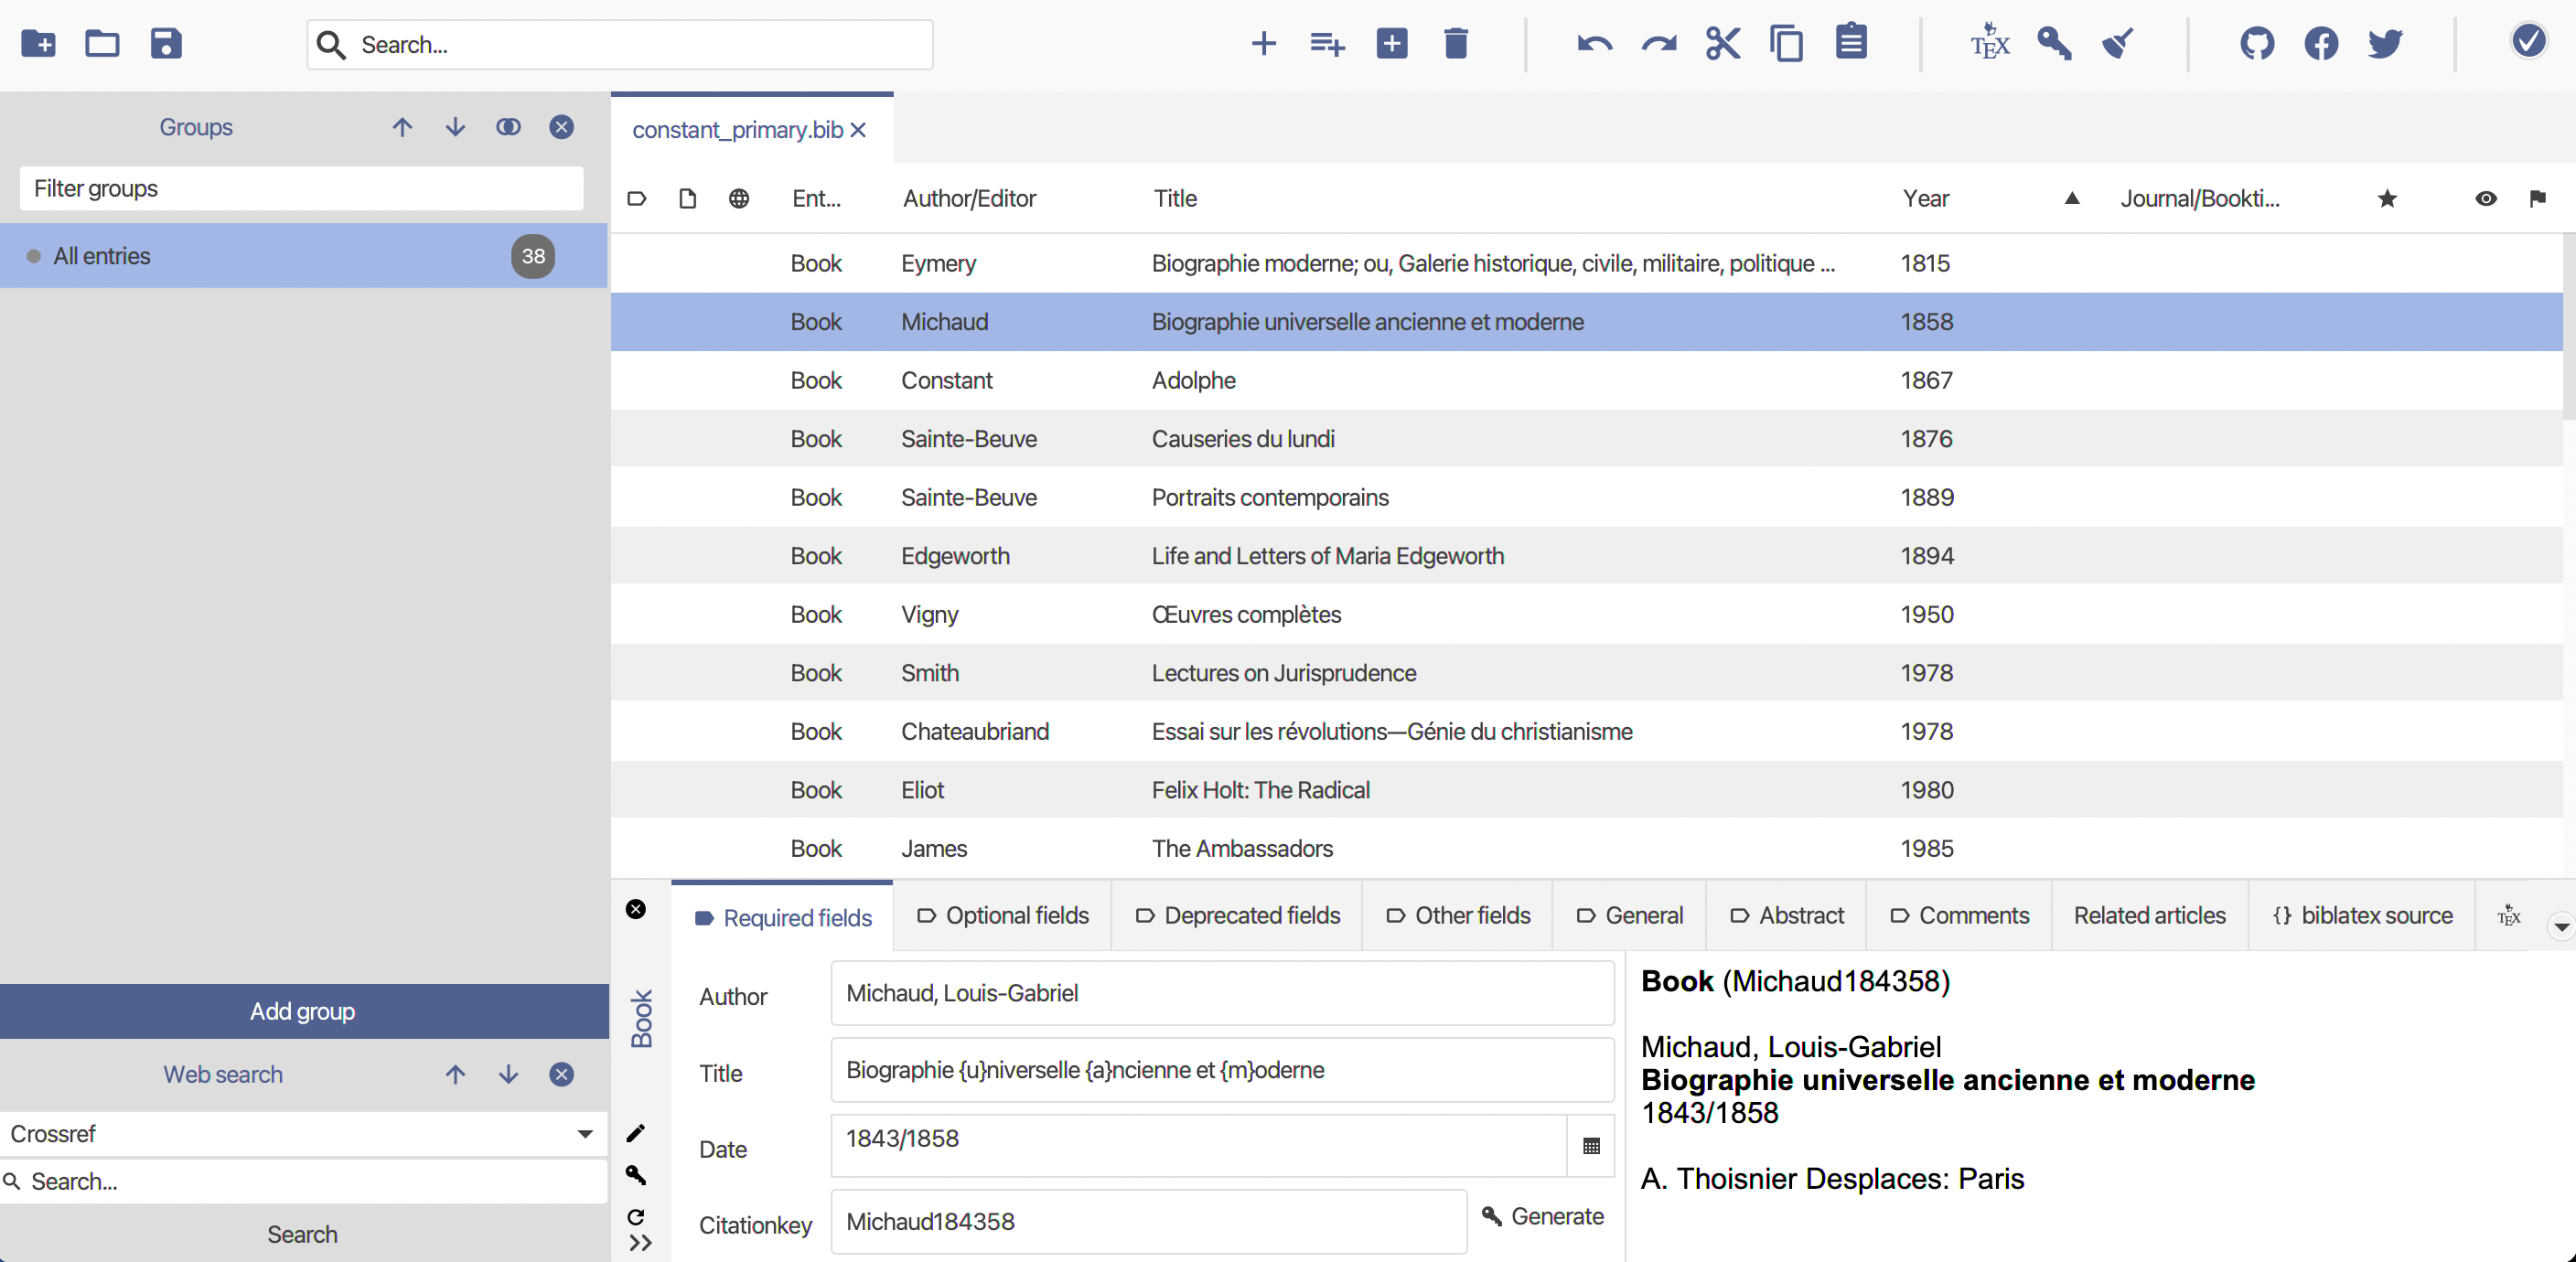 Search...
Groups
Filter groups
All entries 38
Add group
Web search
Crossref
Search...
Search
constant_primary.bib
Ent... Author/Editor Title Year Journal/Bookti...
Book Eymery Biographie moderne; ou, Galerie historique, civile, militaire, politique ... 1815
Book Michaud Biographie universelle ancienne et moderne 1858
Book Constant Adolphe 1867
Book Sainte-Beuve Causeries du lundi 1876
Book Sainte-Beuve Portraits contemporains 1889
Book Edgeworth Life and Letters of Maria Edgeworth 1894
Book Vigny Œuvres complètes 1950
Book Smith Lectures on Jurisprudence 1978
Book Chateaubriand Essai sur les révolutions—Génie du christianisme 1978
Book Eliot Felix Holt: The Radical 1980
Book James The Ambassadors 1985
Required fields Optional fields Deprecated fields Other fields General Abstract Comments Related articles {} biblatex source TEX
Book
Author Michaud, Louis-Gabriel
Title Biographie {u}niverselle {a}ncienne et {m}oderne
Date 1843/1858
Citationkey Michaud184358 Generate
Book (Michaud184358)
Michaud, Louis-Gabriel
Biographie universelle ancienne et moderne
1843/1858
A. Thoisnier Desplaces: Paris
TEX